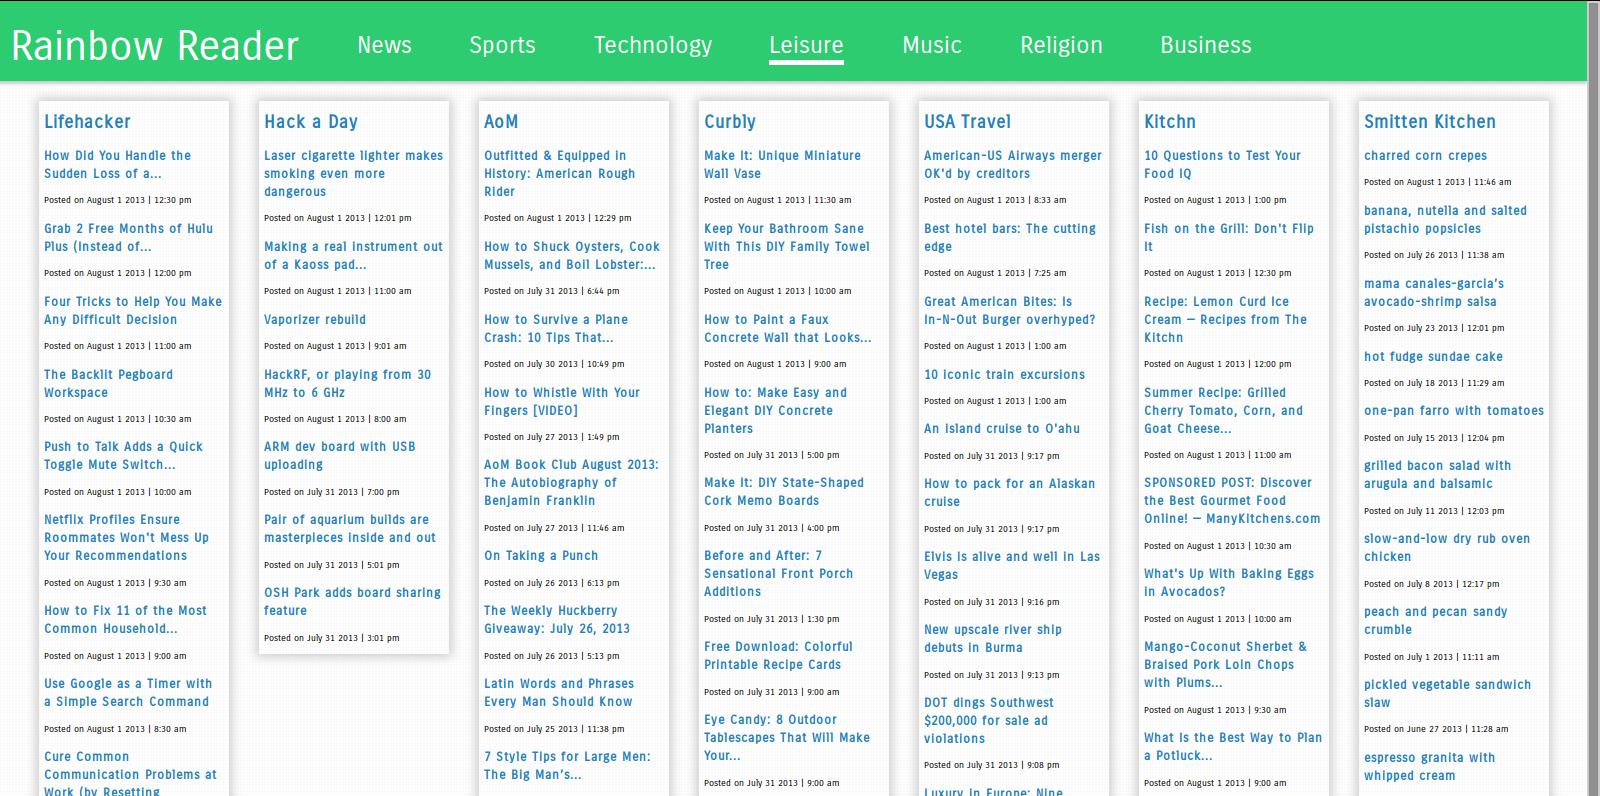 Rainbow Reader
News
Sports
Technology
Leisure
Music
Religion
Business
Lifehacker
How Did You Handle the
Sudden Loss of a...
Posted on August 1 2013 | 12:30 pm
Grab 2 Free Months of Hulu
Plus (Instead of...
Posted on August 1 2013 | 12:00 pm
Four Tricks to Help You Make
Any Difficult Decision
Posted on August 1 2013 | 11:00 am
The Backlit Pegboard
Workspace
Posted on August 1 2013 | 10:30 am
Push to Talk Adds a Quick
Toggle Mute Switch...
Posted on August 1 2013 | 10:00 am
Netflix Profiles Ensure
Roommates Won't Mess Up
Your Recommendations
Posted on August 1 2013 | 9:30 am
How to Fix 11 of the Most
Common Household...
Posted on August 1 2013 | 9:00 am
Use Google as a Timer with
a Simple Search Command
Posted on August 1 2013 | 8:30 am
Cure Common
Communication Problems at
Work (by Resetting
Hack a Day
Laser cigarette lighter makes
smoking even more
dangerous
Posted on August 1 2013 | 12:01 pm
Making a real instrument out
of a Kaoss pad...
Posted on August 1 2013 | 11:00 am
Vaporizer rebuild
Posted on August 1 2013 | 9:01 am
HackRF, or playing from 30
MHz to 6 GHz
Posted on August 1 2013 | 8:00 am
ARM dev board with USB
uploading
Posted on July 31 2013 | 7:00 pm
Pair of aquarium builds are
masterpieces inside and out
Posted on July 31 2013 | 5:01 pm
OSH Park adds board sharing
feature
Posted on July 31 2013 | 3:01 pm
AoM
Outfitted & Equipped in
History: American Rough
Rider
Posted on August 1 2013 | 12:29 pm
How to Shuck Oysters, Cook
Mussels, and Boil Lobster:...
Posted on July 31 2013 | 6:44 pm
How to Survive a Plane
Crash: 10 Tips That...
Posted on July 30 2013 | 10:49 pm
How to Whistle With Your
Fingers [VIDEO]
Posted on July 27 2013 | 1:49 pm
AoM Book Club August 2013:
The Autobiography of
Benjamin Franklin
Posted on July 27 2013 | 11:46 am
On Taking a Punch
Posted on July 26 2013 | 6:13 pm
The Weekly Huckberry
Giveaway: July 26, 2013
Posted on July 26 2013 | 5:13 pm
Latin Words and Phrases
Every Man Should Know
Posted on July 25 2013 | 11:38 pm
7 Style Tips for Large Men:
The Big Man's...
Curbly
Make It: Unique Miniature
Wall Vase
Posted on August 1 2013 | 11:30 am
Keep Your Bathroom Sane
With This DIY Family Towel
Tree
Posted on August 1 2013 | 10:00 am
How to Paint a Faux
Concrete Wall that Looks...
Posted on August 1 2013 | 9:00 am
How to: Make Easy and
Elegant DIY Concrete
Planters
Posted on July 31 2013 | 5:00 pm
Make It: DIY State-Shaped
Cork Memo Boards
Posted on July 31 2013 | 4:00 pm
Before and After: 7
Sensational Front Porch
Additions
Posted on July 31 2013 | 1:30 pm
Free Download: Colorful
Printable Recipe Cards
Posted on July 31 2013 | 9:00 am
Eye Candy: 8 Outdoor
Tablescapes That Will Make
Your...
Posted on July 31 2013 | 9:00 am
USA Travel
American-US Airways merger
OK'd by creditors
Posted on August 1 2013 | 8:33 am
Best hotel bars: The cutting
edge
Posted on August 1 2013 | 7:25 am
Great American Bites: Is
In-N-Out Burger overhyped?
Posted on August 1 2013 | 1:00 am
10 iconic train excursions
Posted on August 1 2013 | 1:00 am
An island cruise to O'ahu
Posted on July 31 2013 | 9:17 pm
How to pack for an Alaskan
cruise
Posted on July 31 2013 | 9:17 pm
Elvis is alive and well in Las
Vegas
Posted on July 31 2013 | 9:16 pm
New upscale river ship
debuts in Burma
Posted on July 31 2013 | 9:13 pm
DOT dings Southwest
$200,000 for sale ad
violations
Posted on July 31 2013 | 9:08 pm
Luxury in Europe: Nine
Kitchn
10 Questions to Test Your
Food IQ
Posted on August 1 2013 | 1:00 pm
Fish on the Grill: Don't Flip
It
Posted on August 1 2013 | 12:30 pm
Recipe: Lemon Curd Ice
Cream — Recipes from The
Kitchn
Posted on August 1 2013 | 12:00 pm
Summer Recipe: Grilled
Cherry Tomato, Corn, and
Goat Cheese...
Posted on August 1 2013 | 11:00 am
SPONSORED POST: Discover
the Best Gourmet Food
Online! — ManyKitchens.com
Posted on August 1 2013 | 10:30 am
What's Up With Baking Eggs
in Avocados?
Posted on August 1 2013 | 10:00 am
Mango-Coconut Sherbet &
Braised Pork Loin Chops
with Plums...
Posted on August 1 2013 | 9:30 am
What Is the Best Way to Plan
a Potluck...
Posted on August 1 2013 | 9:00 am
Smitten Kitchen
charred corn crepes
Posted on August 1 2013 | 11:46 am
banana, nutella and salted
pistachio popsicles
Posted on July 26 2013 | 11:38 am
mama canales-garcia's
avocado-shrimp salsa
Posted on July 23 2013 | 12:01 pm
hot fudge sundae cake
Posted on July 18 2013 | 11:29 am
one-pan farro with tomatoes
Posted on July 15 2013 | 12:04 pm
grilled bacon salad with
arugula and balsamic
Posted on July 11 2013 | 12:03 pm
slow-and-low dry rub oven
chicken
Posted on July 8 2013 | 12:17 pm
peach and pecan sandy
crumble
Posted on July 1 2013 | 11:11 am
pickled vegetable sandwich
slaw
Posted on June 27 2013 | 11:28 am
espresso granita with
whipped cream